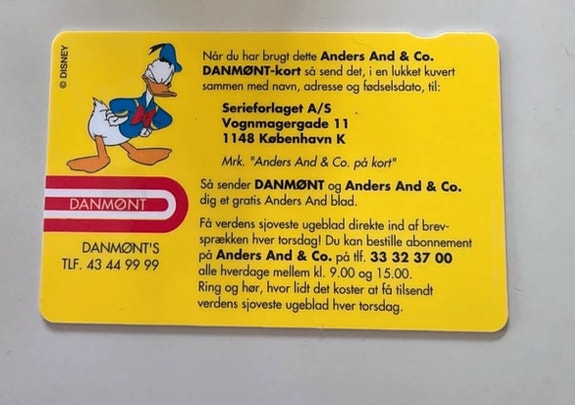 © DISNEY
Når du har brugt dette Anders And & Co.
DANMØNT-kort så send det, i en lukket kuvert
sammen med navn, adresse og fødselsdato, til:
Serieforlaget A/S
Vognmagergade 11
1148 København K
Mrk. "Anders And & Co. på kort"
Så sender DANMØNT og Anders And & Co.
dig et gratis Anders And blad.
Få verdens sjoveste ugeblad direkte ind af brev-
sprækken hver torsdag! Du kan bestille abonnement
på Anders And & Co. på tlf. 33 32 37 00
alle hverdage mellem kl. 9.00 og 15.00.
Ring og hør, hvor lidt det koster at få tilsendt
verdens sjoveste ugeblad hver torsdag.
DANMØNT
DANMØNT'S
TLF. 43 44 99 99